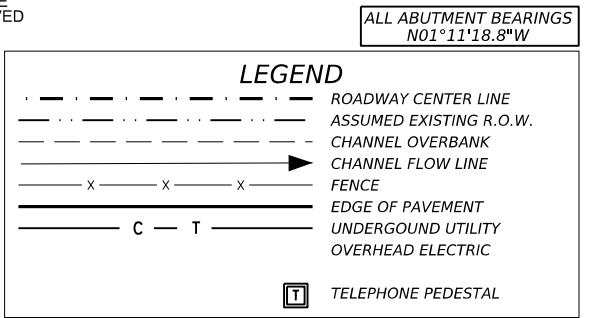 ALL ABUTMENT BEARINGS
N01°11'18.8"W
LEGEND
ROADWAY CENTER LINE
ASSUMED EXISTING R.O.W.
CHANNEL OVERBANK
CHANNEL FLOW LINE
X X X FENCE
EDGE OF PAVEMENT
C T UNDERGOUND UTILITY
OVERHEAD ELECTRIC
T TELEPHONE PEDESTAL